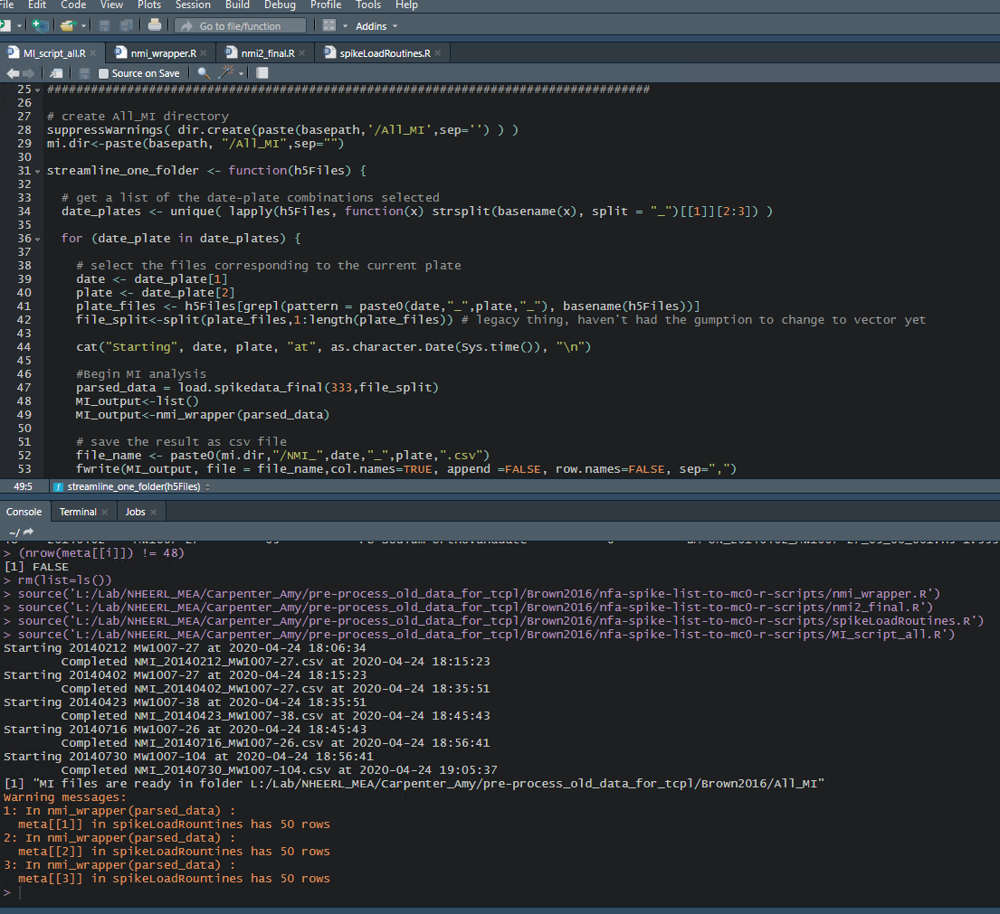 File Edit Code View Plots Session Build Debug Profile Tools Help
Go to file/function Addins
MI_script_all.R nmi_wrapper.R nmi2_final.R spikeLoadRoutines.R
Source on Save
25 ###################################################################################
26
27 # create All_MI directory
28 suppressWarnings( dir.create(paste(basepath,'/All_MI',sep='') ) )
29 mi.dir<-paste(basepath, "/All_MI",sep="")
30
31 streamline_one_folder <- function(h5Files) {
32
33 # get a list of the date-plate combinations selected
34 date_plates <- unique( lapply(h5Files, function(x) strsplit(basename(x), split = "_")[[1]][2:3]) )
35
36 for (date_plate in date_plates) {
37
38 # select the files corresponding to the current plate
39 date <- date_plate[1]
40 plate <- date_plate[2]
41 plate_files <- h5Files[grepl(pattern = paste0(date,"_",plate,"_"), basename(h5Files))]
42 file_split<-split(plate_files,1:length(plate_files)) # legacy thing, haven't had the gumption to change to vector yet
43
44 cat("Starting", date, plate, "at", as.character.Date(Sys.time()), "\n")
45
46 #Begin MI analysis
47 parsed_data = load.spikedata_final(333,file_split)
48 MI_output<-list()
49 MI_output<-nmi_wrapper(parsed_data)
50
51 # save the result as csv file
52 file_name <- paste0(mi.dir,"/NMI_",date,"_",plate,".csv")
53 fwrite(MI_output, file = file_name,col.names=TRUE, append =FALSE, row.names=FALSE, sep=",")
49:5 streamline_one_folder(h5Files)
Console Terminal Jobs
~/
> (nrow(meta[[i]]) != 48)
[1] FALSE
> rm(list=ls())
> source('L:/Lab/NHEERL_MEA/Carpenter_Amy/pre-process_old_data_for_tcpl/Brown2016/nfa-spike-list-to-mc0-r-scripts/nmi_wrapper.R')
> source('L:/Lab/NHEERL_MEA/Carpenter_Amy/pre-process_old_data_for_tcpl/Brown2016/nfa-spike-list-to-mc0-r-scripts/nmi2_final.R')
> source('L:/Lab/NHEERL_MEA/Carpenter_Amy/pre-process_old_data_for_tcpl/Brown2016/nfa-spike-list-to-mc0-r-scripts/spikeLoadRoutines.R')
> source('L:/Lab/NHEERL_MEA/Carpenter_Amy/pre-process_old_data_for_tcpl/Brown2016/nfa-spike-list-to-mc0-r-scripts/MI_script_all.R')
Starting 20140212 MW1007-27 at 2020-04-24 18:06:34
Completed NMI_20140212_MW1007-27.csv at 2020-04-24 18:15:23
Starting 20140402 MW1007-27 at 2020-04-24 18:15:23
Completed NMI_20140402_MW1007-27.csv at 2020-04-24 18:35:51
Starting 20140423 MW1007-38 at 2020-04-24 18:35:51
Completed NMI_20140423_MW1007-38.csv at 2020-04-24 18:45:43
Starting 20140716 MW1007-26 at 2020-04-24 18:45:43
Completed NMI_20140716_MW1007-26.csv at 2020-04-24 18:56:41
Starting 20140730 MW1007-104 at 2020-04-24 18:56:41
Completed NMI_20140730_MW1007-104.csv at 2020-04-24 19:05:37
[1] "MI files are ready in folder L:/Lab/NHEERL_MEA/Carpenter_Amy/pre-process_old_data_for_tcpl/Brown2016/All_MI"
Warning messages:
1: In nmi_wrapper(parsed_data) :
meta[[1]] in spikeLoadRountines has 50 rows
2: In nmi_wrapper(parsed_data) :
meta[[2]] in spikeLoadRountines has 50 rows
3: In nmi_wrapper(parsed_data) :
meta[[3]] in spikeLoadRountines has 50 rows
>